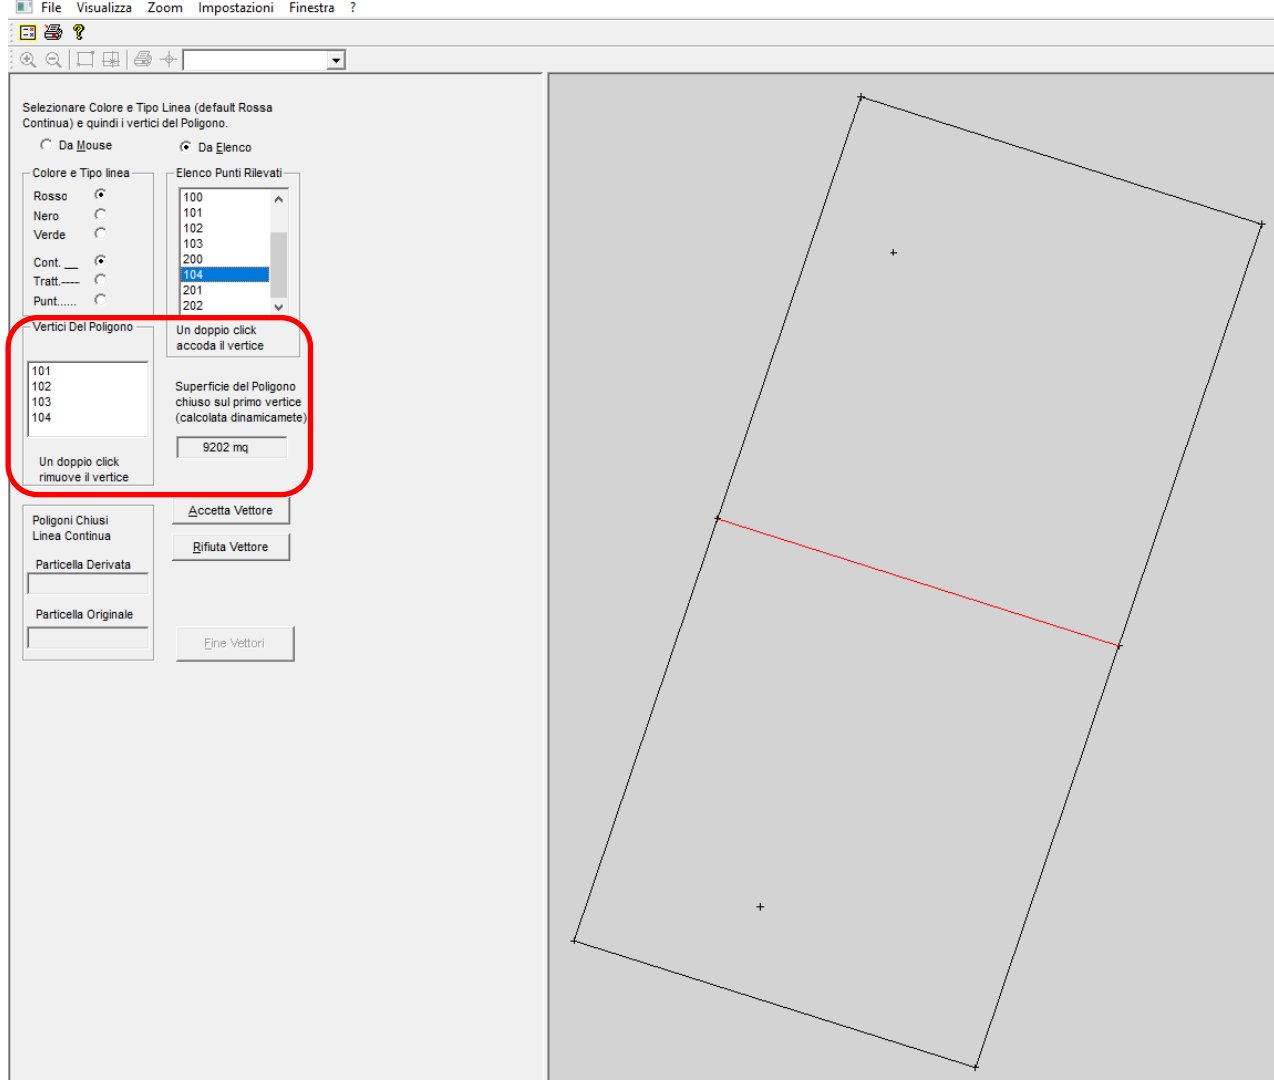 File Visualizza Zoom Impostazioni Finestra ?
Selezionare Colore e Tipo Linea (default Rossa
Continua) e quindi i vertici del Poligono.
Da Mouse
Da Elenco
Colore e Tipo linea
Rosso
Nero
Verde
Cont. __
Tratt.----
Punt......
Elenco Punti Rilevati
100
101
102
103
200
104
201
202
Un doppio click
accoda il vertice
Vertici Del Poligono
101
102
103
104
Un doppio click
rimuove il vertice
Superficie del Poligono
chiuso sul primo vertice
(calcolata dinamicamete)
9202 mq
Accetta Vettore
Rifiuta Vettore
Poligoni Chiusi
Linea Continua
Particella Derivata
Particella Originale
Fine Vettori